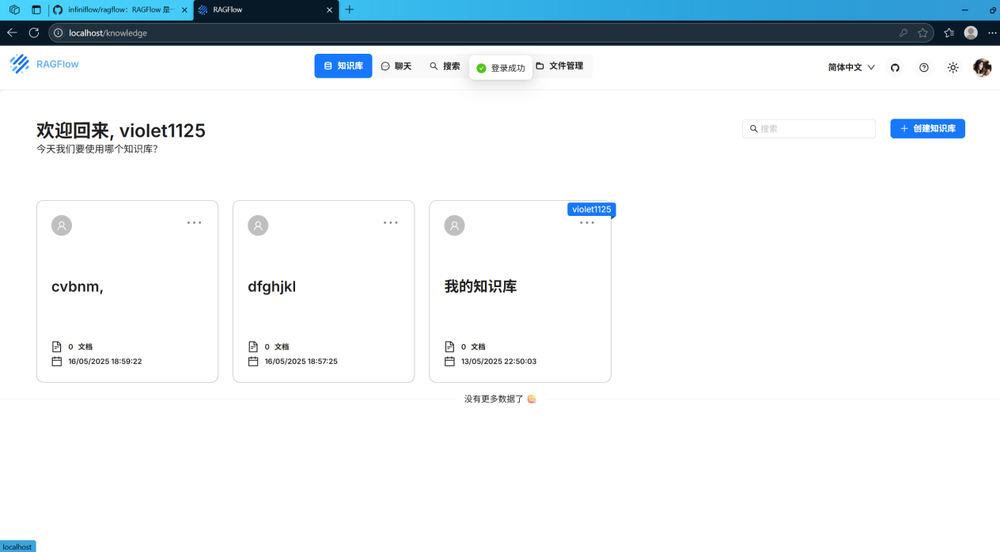 infiniflow/ragflow：RAGFlow 是一
RAGFlow
localhost/knowledge
RAGFlow
知识库
聊天
搜索
登录成功
文件管理
简体中文
欢迎回来, violet1125
今天我们要使用哪个知识库?
搜索
创建知识库
violet1125
cvbnm,
dfghjkl
我的知识库
0 文档
0 文档
0 文档
16/05/2025 18:59:22
16/05/2025 18:57:25
13/05/2025 22:50:03
没有更多数据了
localhost